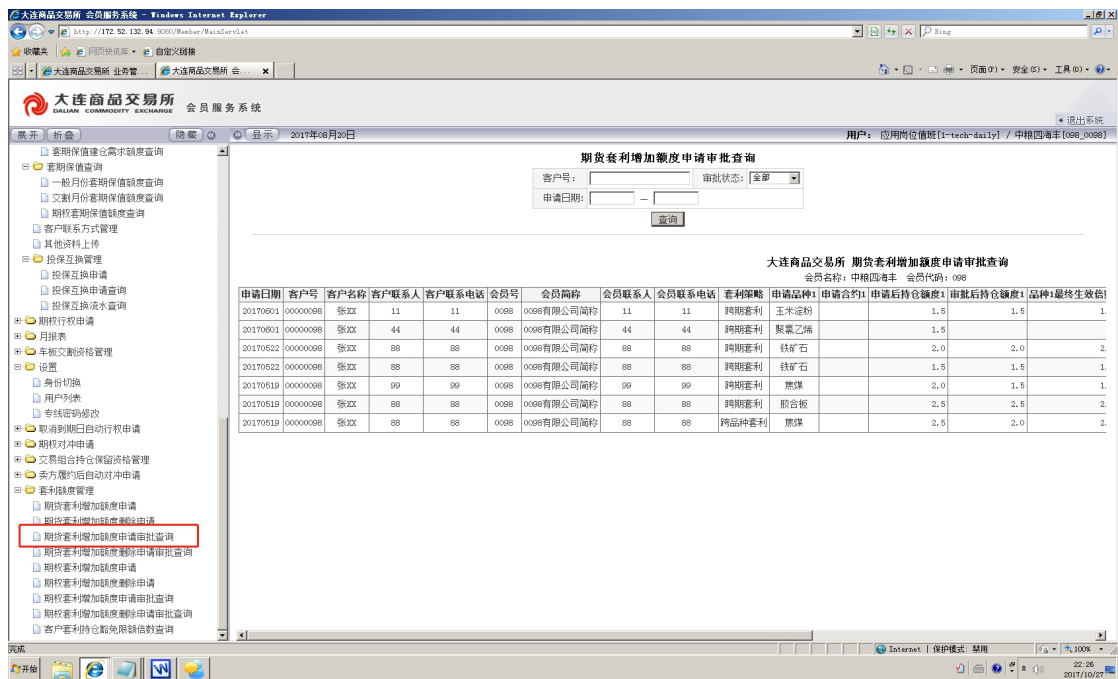 大连商品交易所 会员服务系统 - Windows Internet Explorer
http://172.52.132.94:9080/Member/MainServlet
Bing
收藏夹 网页快讯库 自定义链接
大连商品交易所 业务管... 大连商品交易所 会... x
页面(P) 安全(S) 工具(O)
大连商品交易所 会员服务系统
DALIAN COMMODITY EXCHANGE
退出系统
展开 折叠 隐藏 显示 2017年08月20日 用户: 应用岗位值班[1-tech-daily] / 中粮四海丰[098_0098]
套期保值建仓需求额度查询
套期保值查询
一般月份套期保值额度查询
交割月份套期保值额度查询
期权套期保值额度查询
客户联系方式管理
其他资料上传
投保互换管理
投保互换申请
投保互换申请查询
投保互换流水查询
期权行权申请
月报表
车板交割资格管理
设置
身份切换
用户列表
专线密码修改
取消到期日自动行权申请
期权对冲申请
交易组合持仓保留资格管理
卖方履约后自动对冲申请
套利额度管理
期货套利增加额度申请
期货套利增加额度删除申请
期货套利增加额度申请审批查询
期货套利增加额度删除申请审批查询
期权套利增加额度申请
期权套利增加额度删除申请
期权套利增加额度申请审批查询
期权套利增加额度删除申请审批查询
客户套利持仓豁免限额倍数查询
期货套利增加额度申请审批查询
客户号: 审批状态: 全部
申请日期: —
查询
大连商品交易所 期货套利增加额度申请审批查询
会员名称: 中粮四海丰 会员代码: 098
申请日期 客户号 客户名称 客户联系人 客户联系电话 会员号 会员简称 会员联系人 会员联系电话 套利策略 申请品种1 申请合约1 申请后持仓额度1 审批后持仓额度1 品种1最终生效倍
20170601 00000098 张XX 11 11 0098 0098有限公司简称 11 11 跨期套利 玉米淀粉 1.5 1.5 1.
20170601 00000098 张XX 44 44 0098 0098有限公司简称 44 44 跨期套利 聚氯乙烯 1.5
20170522 00000098 张XX 88 88 0098 0098有限公司简称 88 88 跨期套利 铁矿石 2.0 2.0 2.
20170522 00000098 张XX 88 88 0098 0098有限公司简称 88 88 跨期套利 铁矿石 1.5 1.5 1.
20170519 00000098 张XX 99 99 0098 0098有限公司简称 99 99 跨期套利 焦煤 2.0 1.5 1.
20170519 00000098 张XX 88 88 0098 0098有限公司简称 88 88 跨期套利 胶合板 2.5 2.5 2.
20170519 00000098 张XX 88 88 0098 0098有限公司简称 88 88 跨品种套利 焦煤 2.5 2.0 2.
完成 Internet | 保护模式: 禁用 100%
开始 22:26
2017/10/27